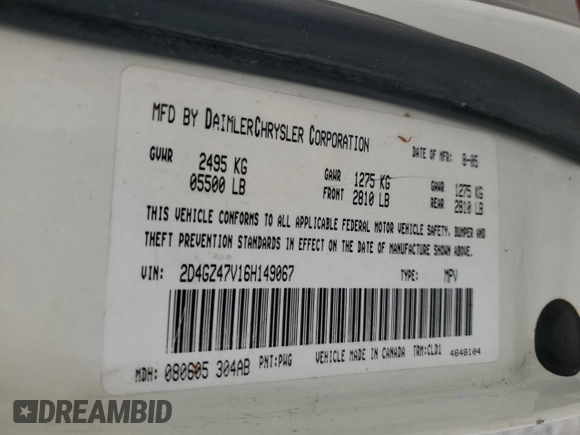 MFD BY DAIMLERCHRYSLER CORPORATION
DATE OF MFR: 8-05
GVWR 2495 KG 05500 LB
GAWR FRONT 1275 KG 2810 LB
GAWR REAR 1275 KG 2810 LB
THIS VEHICLE CONFORMS TO ALL APPLICABLE FEDERAL MOTOR VEHICLE SAFETY, BUMPER AND
THEFT PREVENTION STANDARDS IN EFFECT ON THE DATE OF MANUFACTURE SHOWN ABOVE.
VIN: 2D4GZ47V16H149067 TYPE: MPV
MDH: 080605 304AB PNT:PWG VEHICLE MADE IN CANADA TRM:CLD1 4648104
DREAMBID